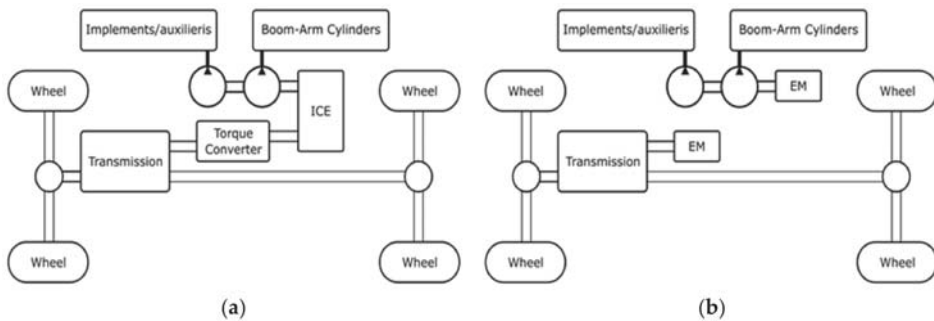 Implements/auxilieris
Boom-Arm Cylinders
Wheel
Wheel
ICE
Torque
Converter
Transmission
Wheel
Wheel
(a)
Implements/auxilieris
Boom-Arm Cylinders
Wheel
Wheel
EM
EM
Transmission
Wheel
Wheel
(b)